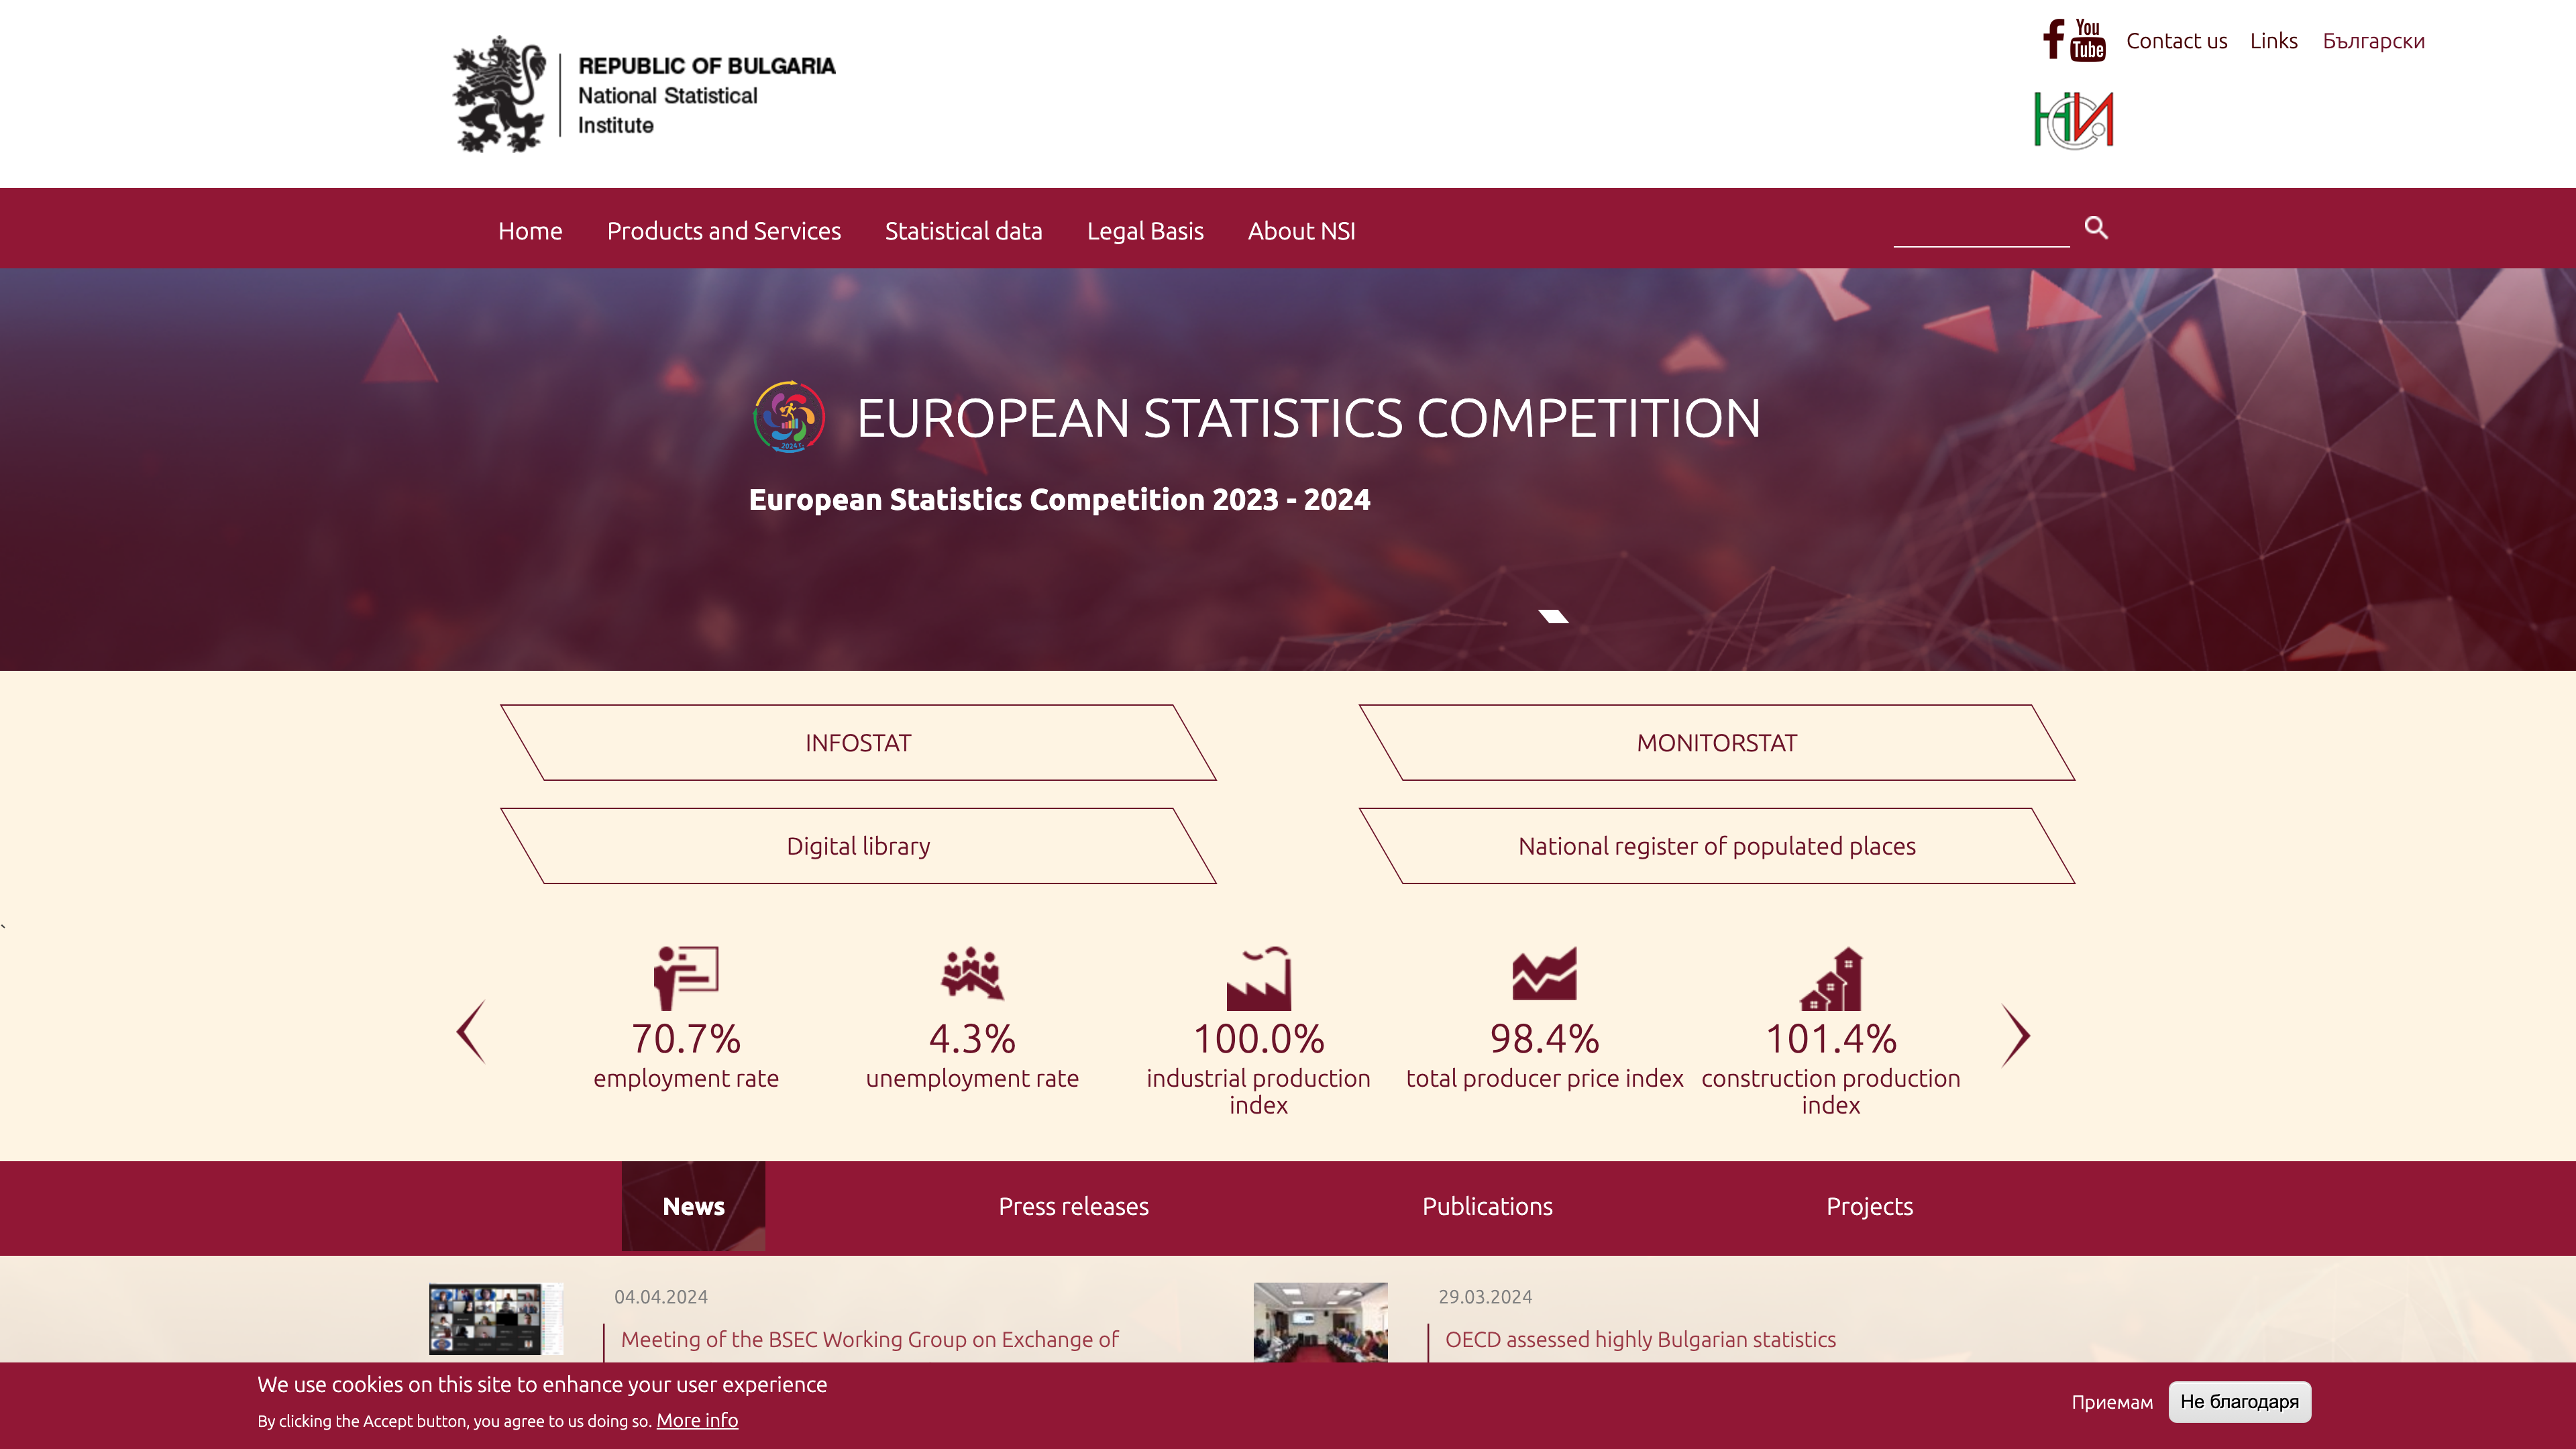 REPUBLIC OF BULGARIA
National Statistical
Institute
You
Tube
Contact us
Links
Български
НСИ
Home
Products and Services
Statistical data
Legal Basis
About NSI
EUROPEAN STATISTICS COMPETITION
European Statistics Competition 2023 - 2024
INFOSTAT
MONITORSTAT
Digital library
National register of populated places
`
70.7%
employment rate
4.3%
unemployment rate
100.0%
industrial production
index
98.4%
total producer price index
101.4%
construction production
index
News
Press releases
Publications
Projects
04.04.2024
Meeting of the BSEC Working Group on Exchange of
29.03.2024
OECD assessed highly Bulgarian statistics
We use cookies on this site to enhance your user experience
By clicking the Accept button, you agree to us doing so. More info
Приемам
Не благодаря